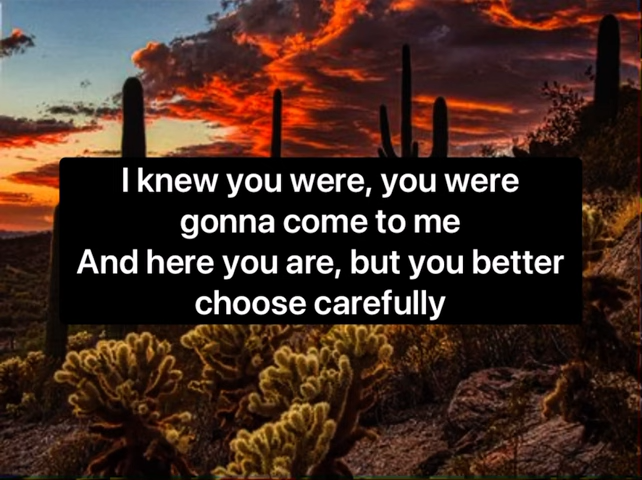 I knew you were, you were
gonna come to me
And here you are, but you better
choose carefully